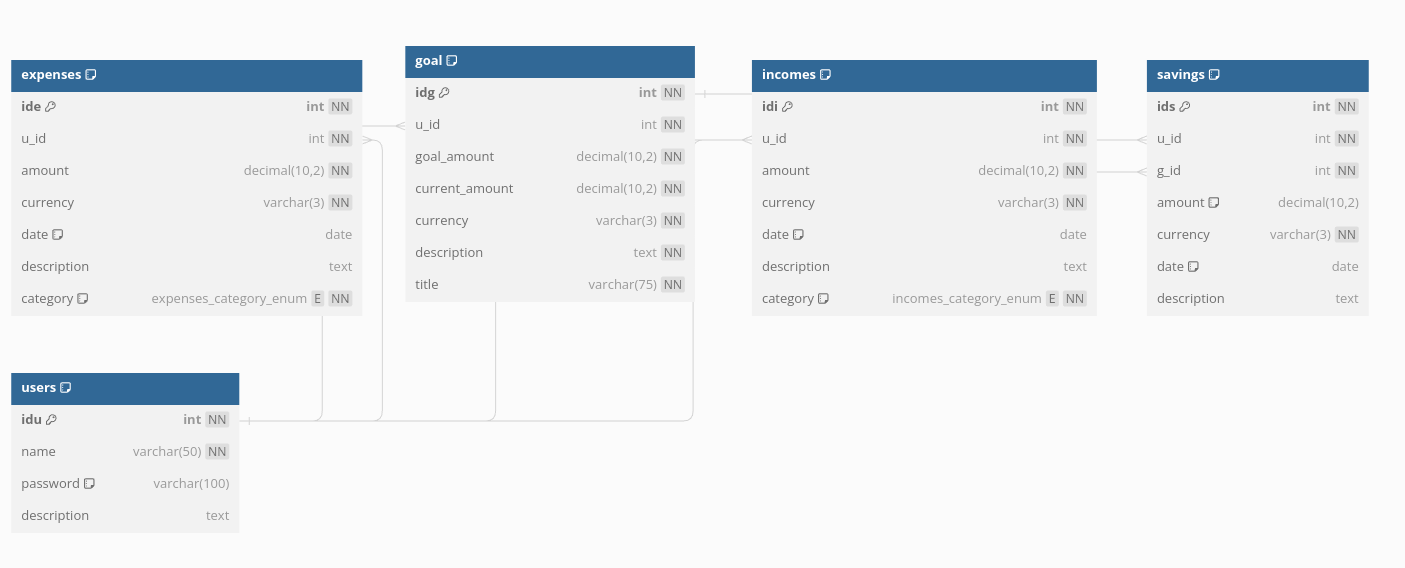 expenses
ide int NN
u_id int NN
amount decimal(10,2) NN
currency varchar(3) NN
date date
description text
category expenses_category_enum E NN
goal
idg int NN
u_id int NN
goal_amount decimal(10,2) NN
current_amount decimal(10,2) NN
currency varchar(3) NN
description text NN
title varchar(75) NN
incomes
idi int NN
u_id int NN
amount decimal(10,2) NN
currency varchar(3) NN
date date
description text
category incomes_category_enum E NN
savings
ids int NN
u_id int NN
g_id int NN
amount decimal(10,2)
currency varchar(3) NN
date date
description text
users
idu int NN
name varchar(50) NN
password varchar(100)
description text